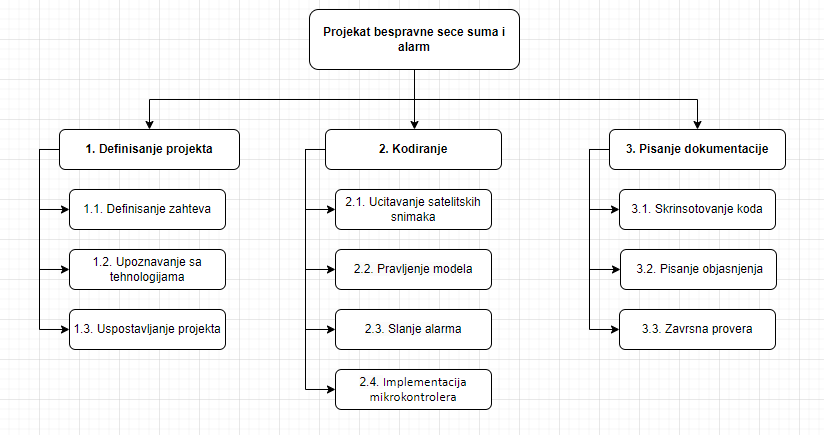 Projekat bespravne sece suma i
alarm
1. Definisanje projekta
1.1. Definisanje zahteva
1.2. Upoznavanje sa
tehnologijama
1.3. Uspostavljanje projekta
2. Kodiranje
2.1. Ucitavanje satelitskih
snimaka
2.2. Pravljenje modela
2.3. Slanje alarma
2.4. Implementacija
mikrokontrolera
3. Pisanje dokumentacije
3.1. Skrinsotovanje koda
3.2. Pisanje objasnjenja
3.3. Zavrsna provera